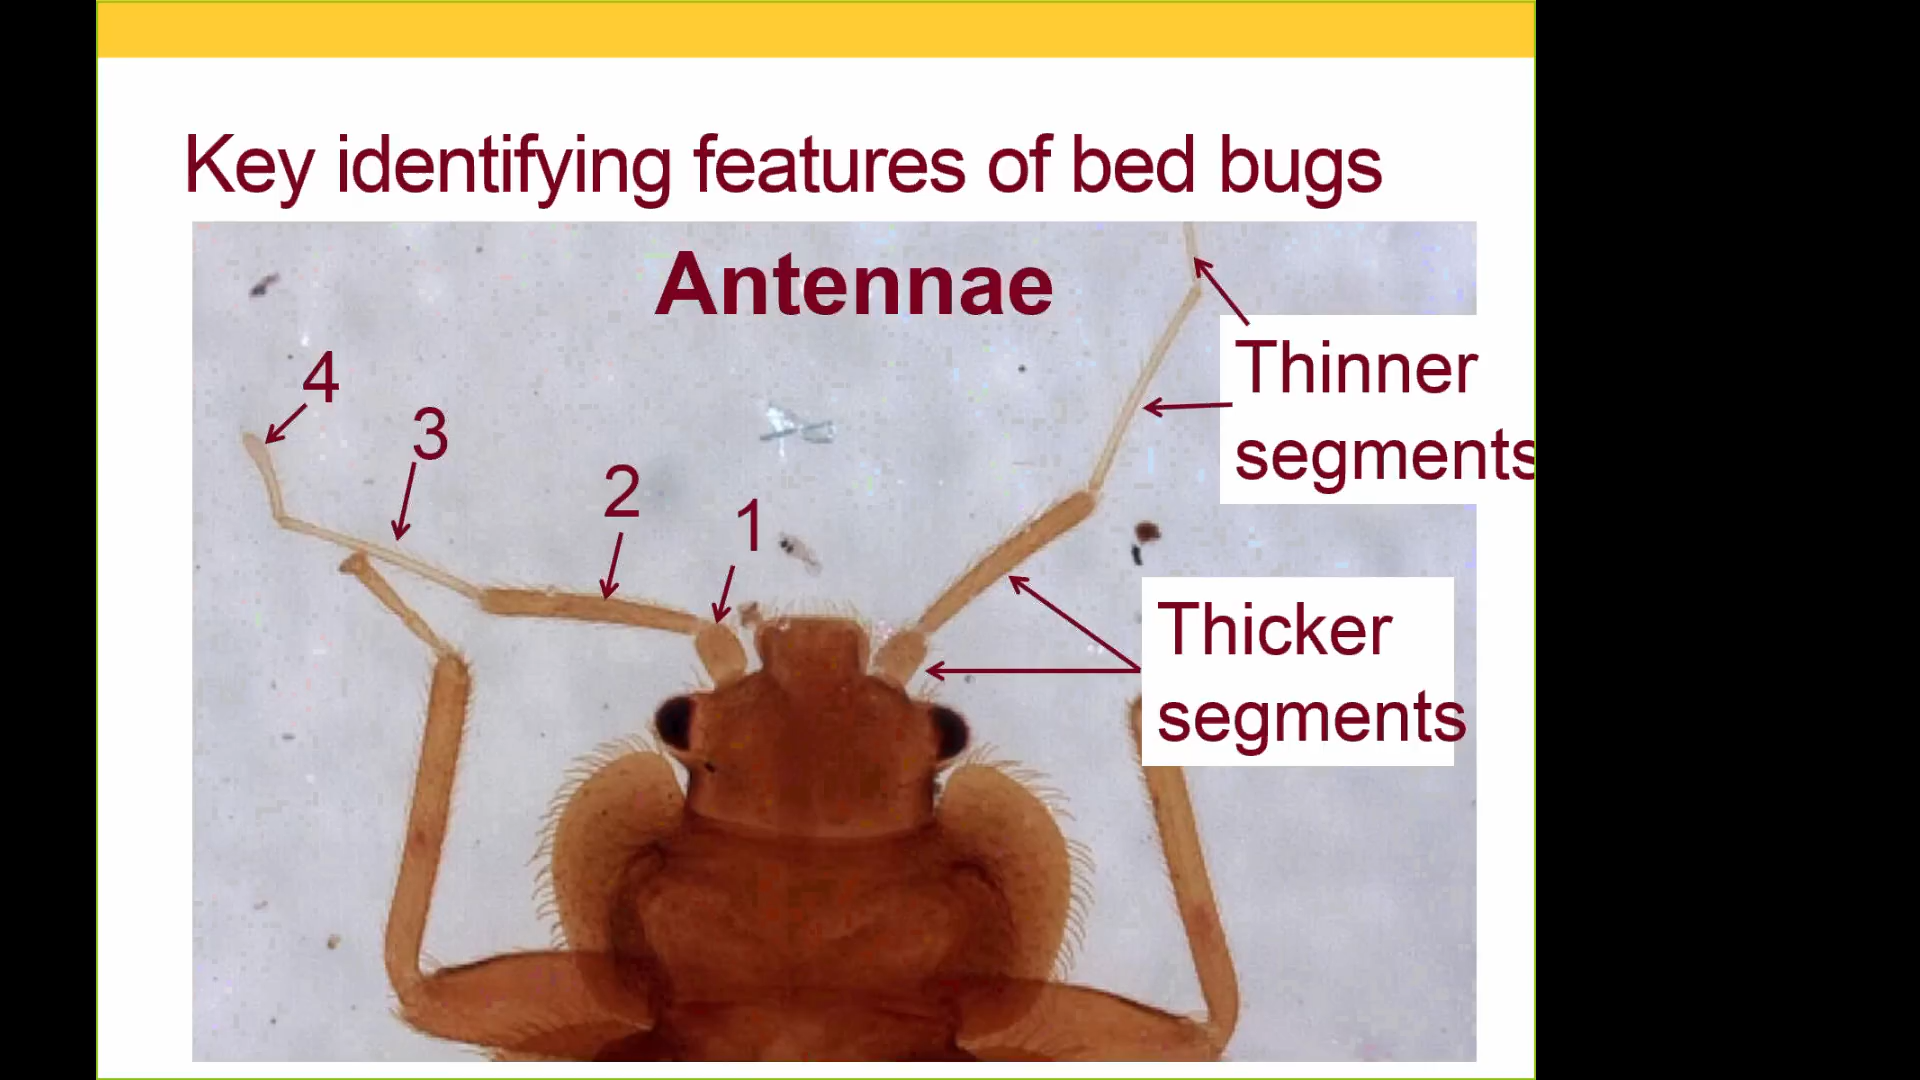 Key identifying features of bed bugs
Antennae
4
3
2
1
Thinner
segments
Thicker
segments